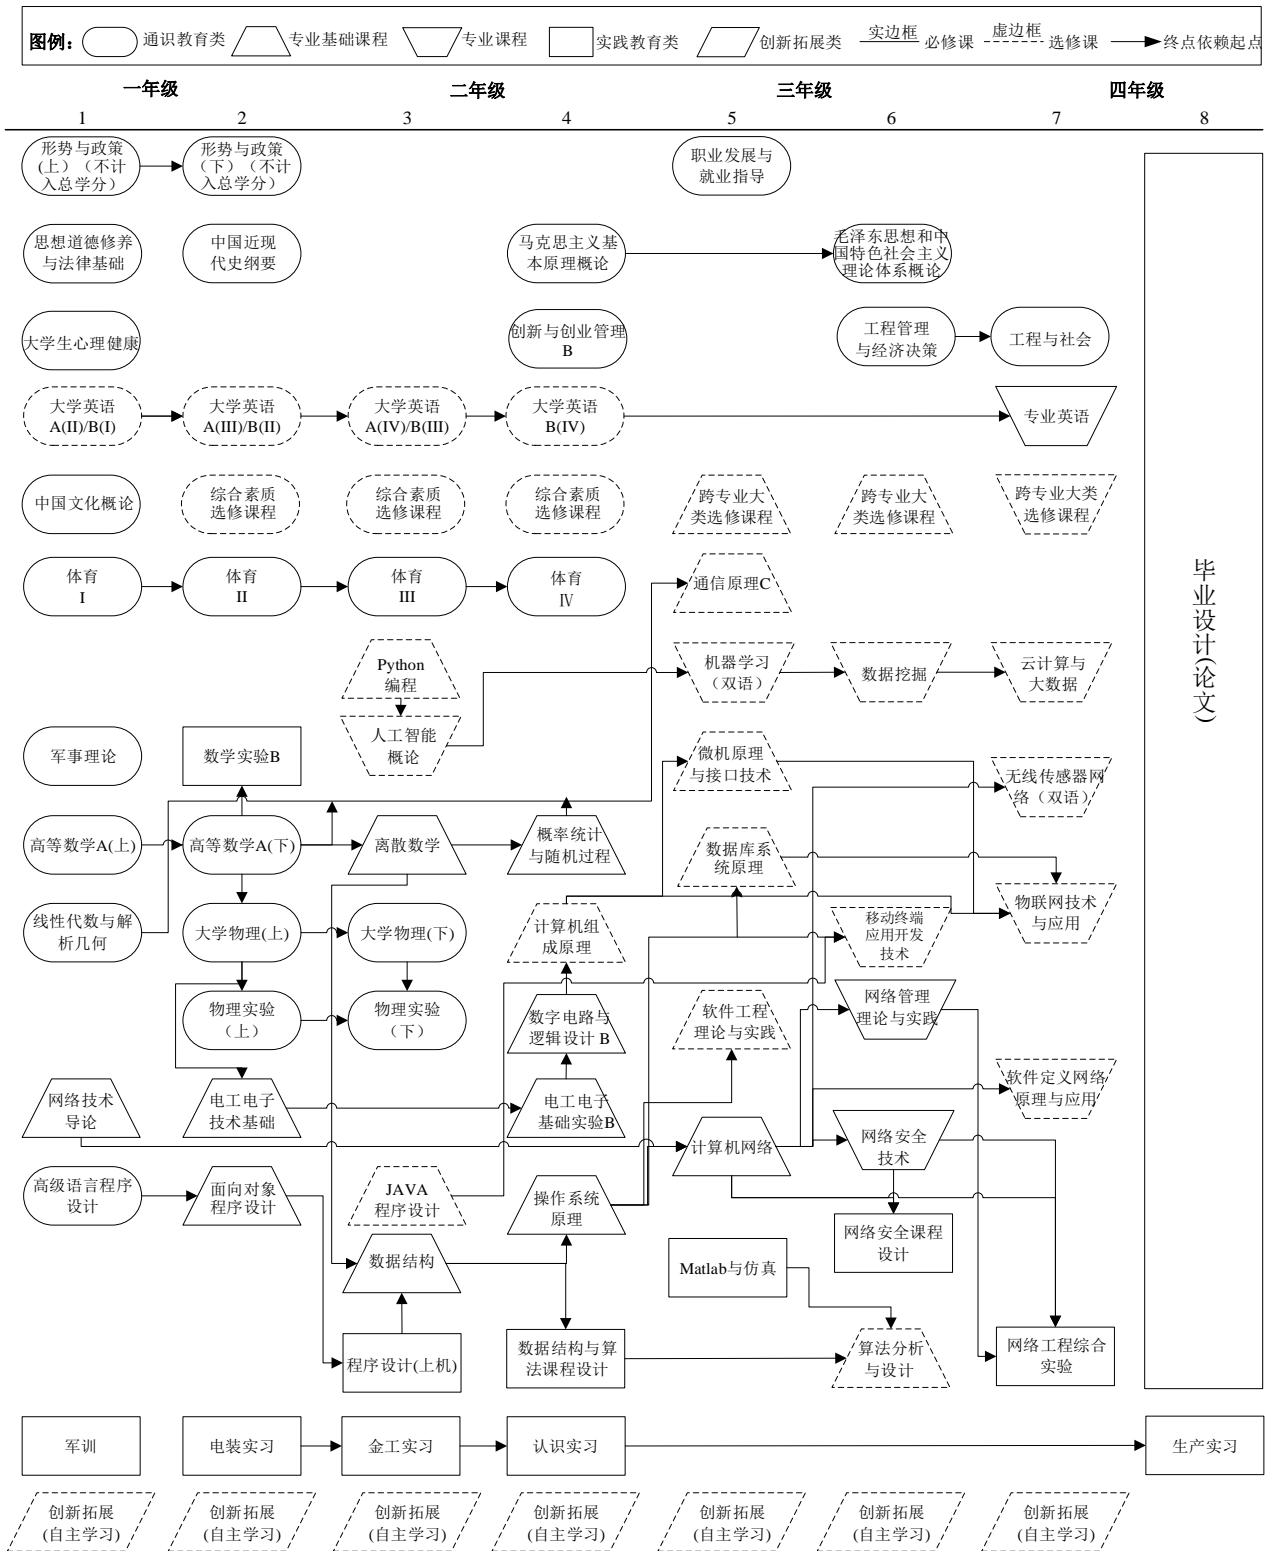 图例：
通识教育类
专业基础课程
专业课程
实践教育类
创新拓展类
实边框
必修课
虚边框
选修课
终点依赖起点
一年级
二年级
三年级
四年级
1
2
3
4
5
6
7
8
形势与政策
(上)（不计
入总学分）
形势与政策
（下）（不计
入总学分）
职业发展与
就业指导
思想道德修养
与法律基础
中国近现
代史纲要
马克思主义基
本原理概论
毛泽东思想和中
国特色社会主义
理论体系概论
大学生心理健康
创新与创业管理
B
工程管理
与经济决策
工程与社会
大学英语
A(II)/B(I)
大学英语
A(III)/B(II)
大学英语
A(IV)/B(III)
大学英语
B(IV)
专业英语
中国文化概论
综合素质
选修课程
综合素质
选修课程
综合素质
选修课程
跨专业大
类选修课程
跨专业大
类选修课程
跨专业大类
选修课程
体育
I
体育
II
体育
III
体育
Ⅳ
通信原理C
毕业设计(论文)
Python
编程
机器学习
（双语）
数据挖掘
云计算与
大数据
军事理论
数学实验B
人工智能
概论
微机原理
与接口技术
无线传感器网
络（双语）
高等数学A(上)
高等数学A(下)
离散数学
概率统计
与随机过程
数据库系
统原理
线性代数与解
析几何
大学物理(上)
大学物理(下)
计算机组
成原理
移动终端
应用开发
技术
物联网技术
与应用
物理实验
（上）
物理实验
（下）
数字电路与
逻辑设计 B
软件工程
理论与实践
网络管理
理论与实践
网络技术
导论
电工电子
技术基础
电工电子
基础实验B
计算机网络
网络安全
技术
软件定义网络
原理与应用
高级语言程序
设计
面向对象
程序设计
JAVA
程序设计
操作系统
原理
网络安全课程
设计
数据结构
Matlab与仿真
程序设计(上机)
数据结构与算
法课程设计
算法分析
与设计
网络工程综合
实验
军训
电装实习
金工实习
认识实习
生产实习
创新拓展
(自主学习)
创新拓展
(自主学习)
创新拓展
(自主学习)
创新拓展
(自主学习)
创新拓展
(自主学习)
创新拓展
(自主学习)
创新拓展
(自主学习)